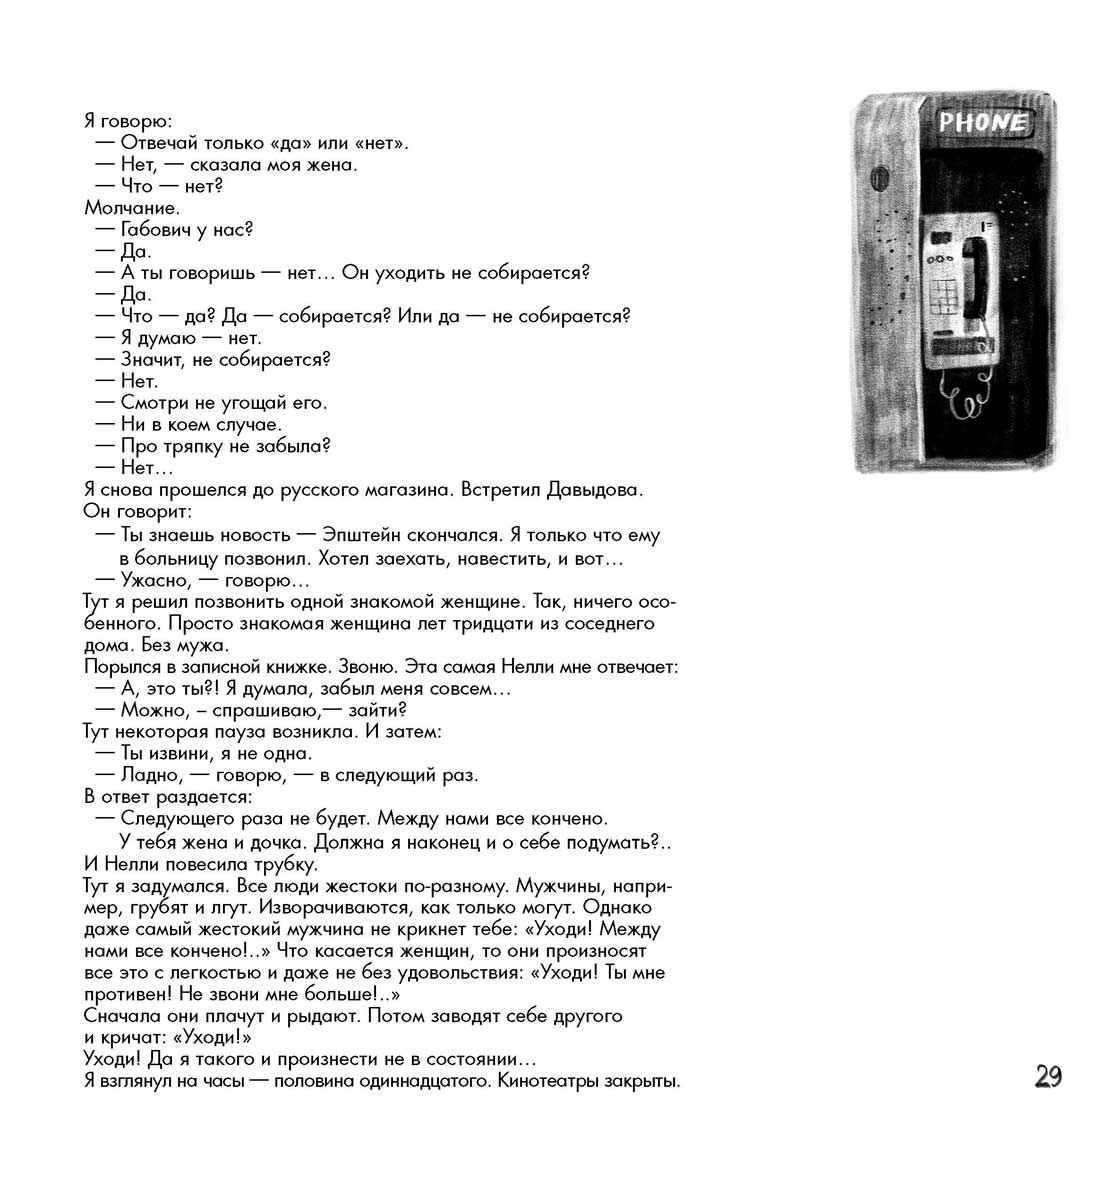 Я говорю:
— Отвечай только «да» или «нет».
— Нет, — сказала моя жена.
— Что — нет?
Молчание.
— Габович у нас?
— Да.
— А ты говоришь — нет... Он уходить не собирается?
— Да.
— Что — да? Да — собирается? Или да — не собирается?
— Я думаю — нет.
— Значит, не собирается?
— Нет.
— Смотри не угощай его.
— Ни в коем случае.
— Про тряпку не забыла?
— Нет...
Я снова прошелся до русского магазина. Встретил Давыдова.
Он говорит:
— Ты знаешь новость — Эпштейн скончался. Я только что ему
в больницу позвонил. Хотел заехать, навестить, и вот...
— Ужасно, — говорю...
Тут я решил позвонить одной знакомой женщине. Так, ничего осо-
бенного. Просто знакомая женщина лет тридцати из соседнего
дома. Без мужа.
Порылся в записной книжке. Звоню. Эта самая Нелли мне отвечает:
— А, это ты?! Я думала, забыл меня совсем...
— Можно, – спрашиваю,— зайти?
Тут некоторая пауза возникла. И затем:
— Ты извини, я не одна.
— Ладно, — говорю, — в следующий раз.
В ответ раздается:
— Следующего раза не будет. Между нами все кончено.
У тебя жена и дочка. Должна я наконец и о себе подумать?..
И Нелли повесила трубку.
Тут я задумался. Все люди жестоки по-разному. Мужчины, напри-
мер, грубят и лгут. Изворачиваются, как только могут. Однако
даже самый жестокий мужчина не крикнет тебе: «Уходи! Между
нами все кончено!..» Что касается женщин, то они произносят
все это с легкостью и даже не без удовольствия: «Уходи! Ты мне
противен! Не звони мне больше!..»
Сначала они плачут и рыдают. Потом заводят себе другого
и кричат: «Уходи!»
Уходи! Да я такого и произнести не в состоянии...
Я взглянул на часы — половина одиннадцатого. Кинотеатры закрыты.
PHONE
29